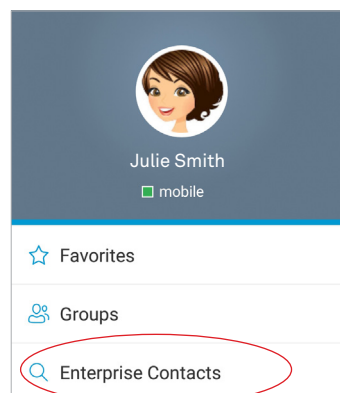 Julie Smith
mobile
Favorites
Groups
Enterprise Contacts